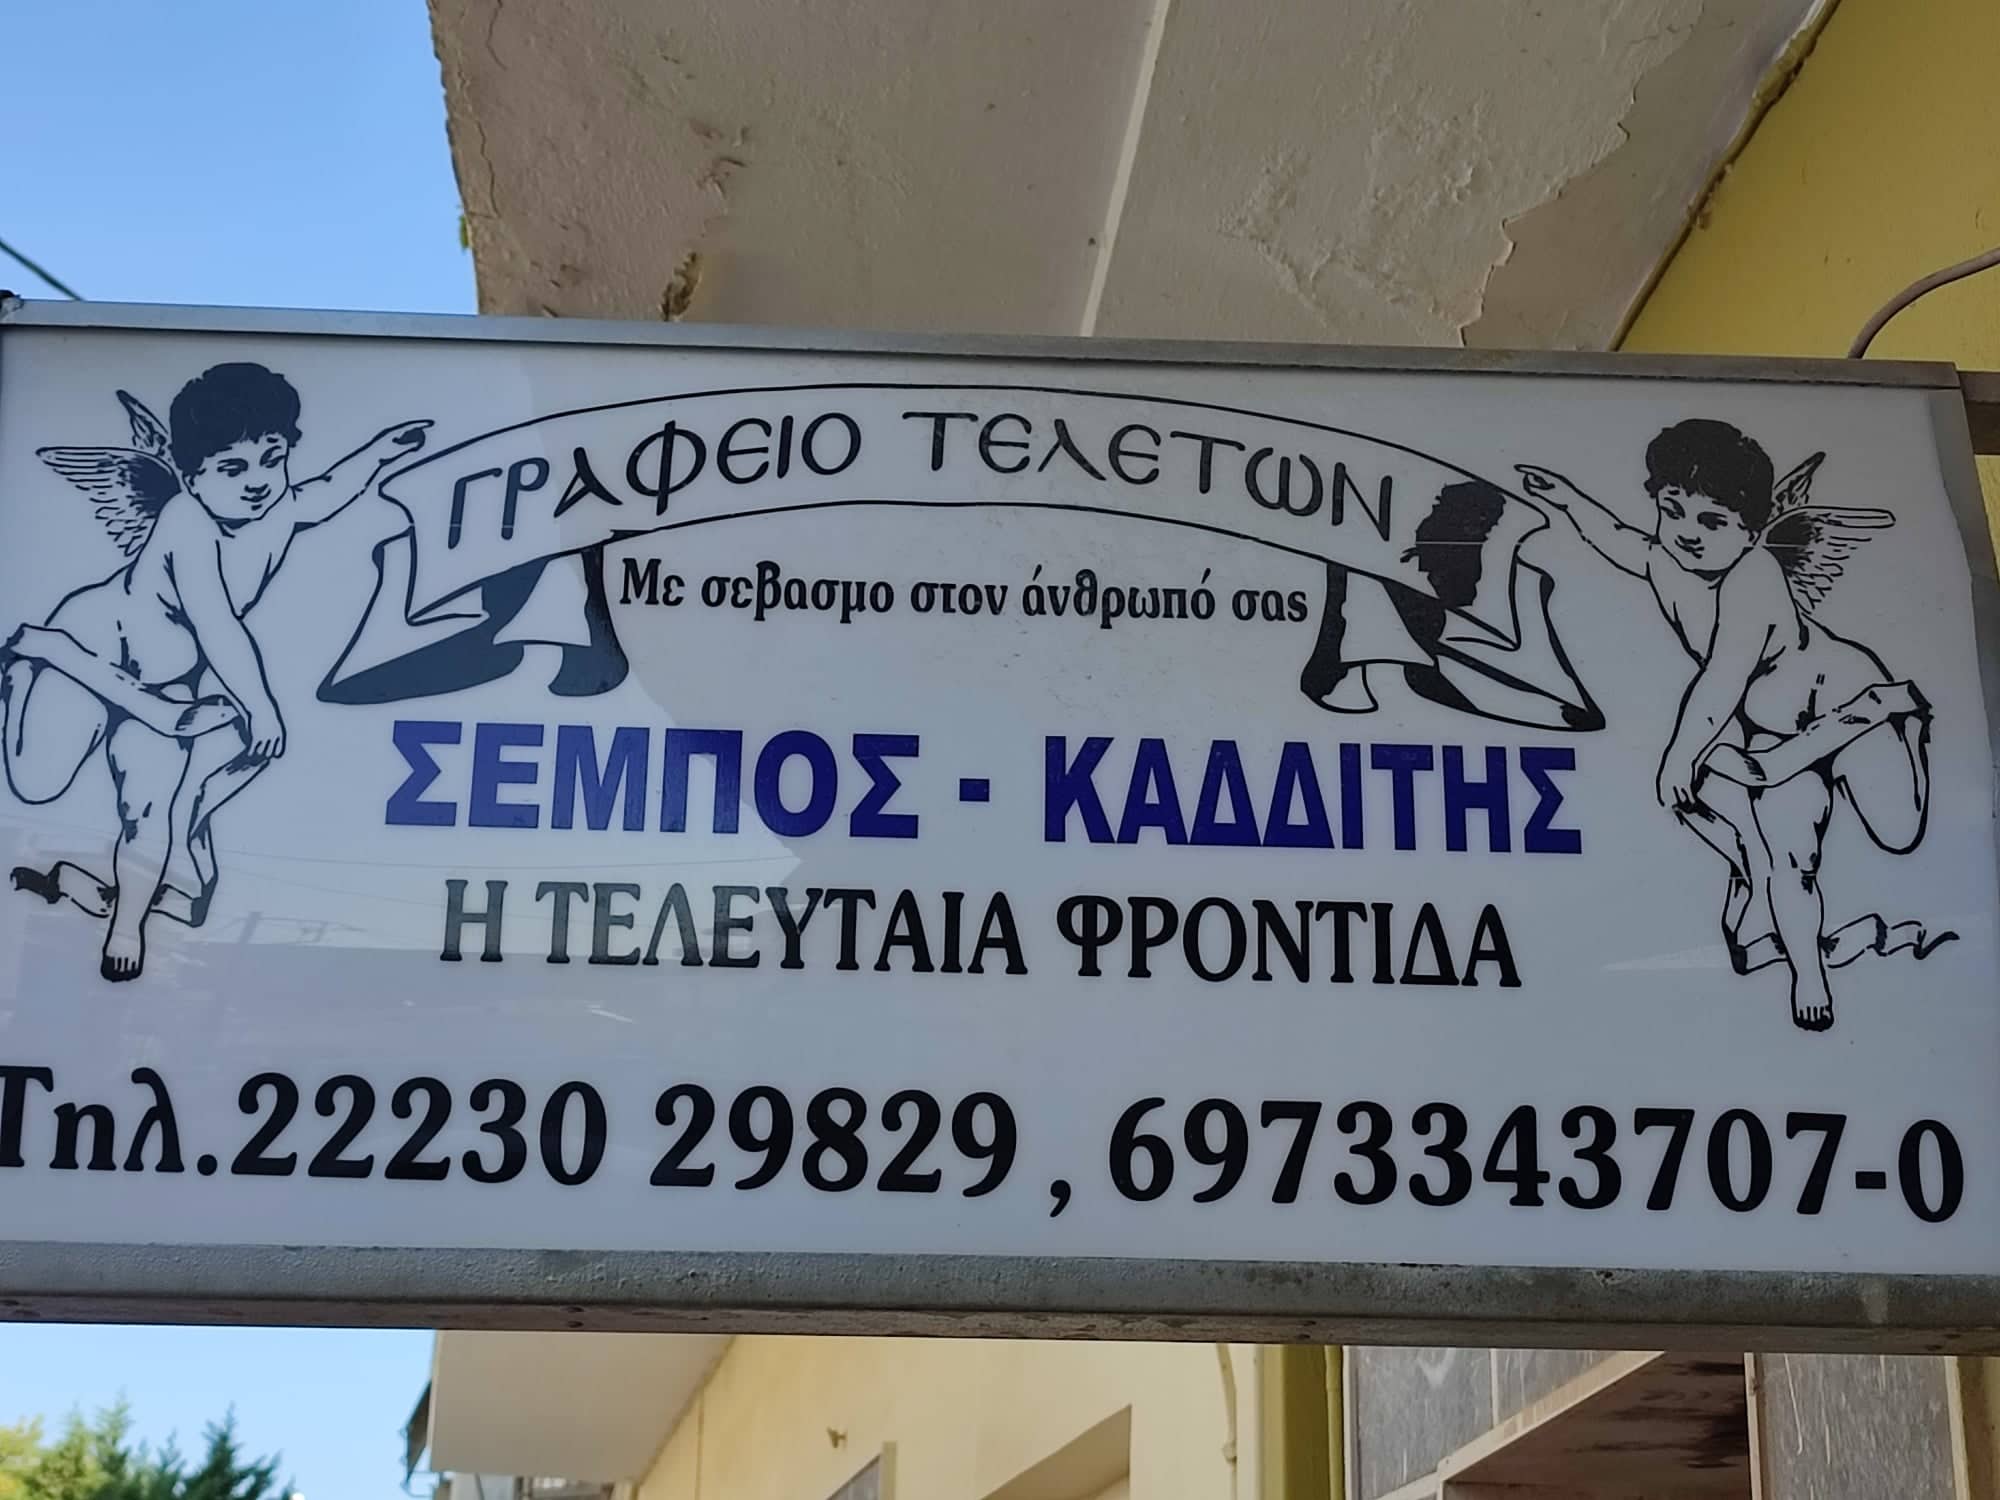 ΓΡΑΦΕΙΟ ΤΕΛΕΤΩΝ
Με σεβασμο στον άνθρωπό σας
ΣΕΜΠΟΣ - ΚΑΔΔΙΤΗΣ
Η ΤΕΛΕΥΤΑΙΑ ΦΡΟΝΤΙΔΑ
Τηλ.22230 29829 , 6973343707-0